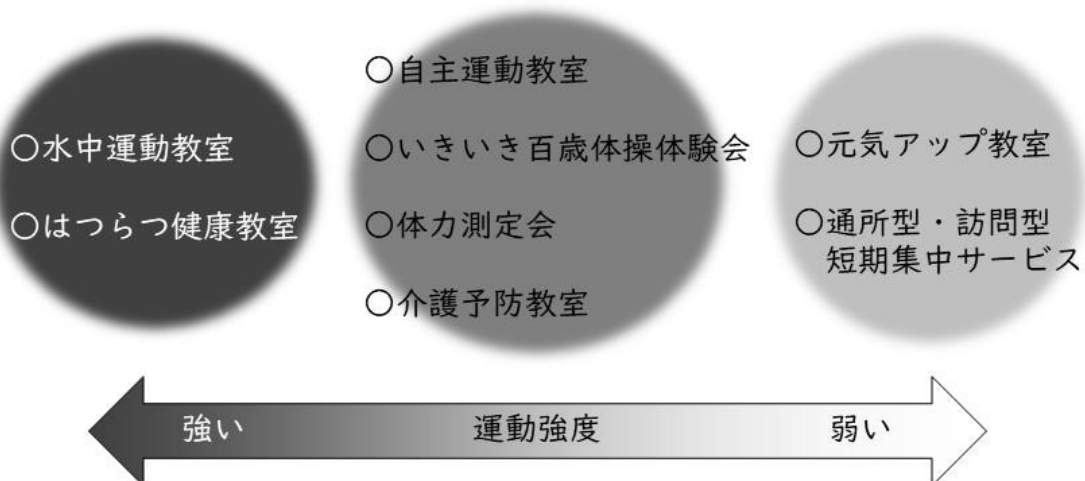 ○水中運動教室
○はつらつ健康教室
○自主運動教室
○いきいき百歳体操体験会
○体力測定会
○介護予防教室
○元気アップ教室
○通所型・訪問型
短期集中サービス
強い 運動強度 弱い